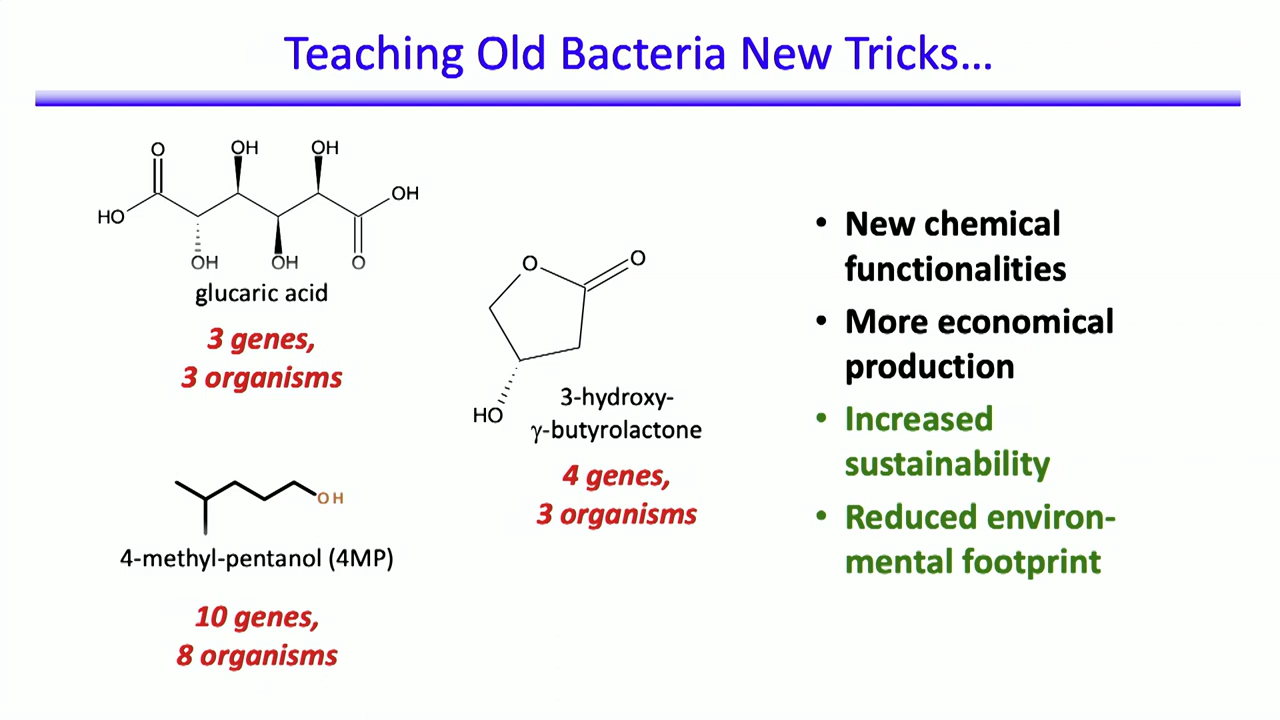 Teaching Old Bacteria New Tricks...
O
OH
OH
OH
HO
OH
OH
O
glucaric acid
3 genes,
3 organisms
O
O
HO
3-hydroxy-
γ-butyrolactone
4 genes,
3 organisms
OH
4-methyl-pentanol (4MP)
10 genes,
8 organisms
• New chemical
functionalities
• More economical
production
• Increased
sustainability
• Reduced environ-
mental footprint